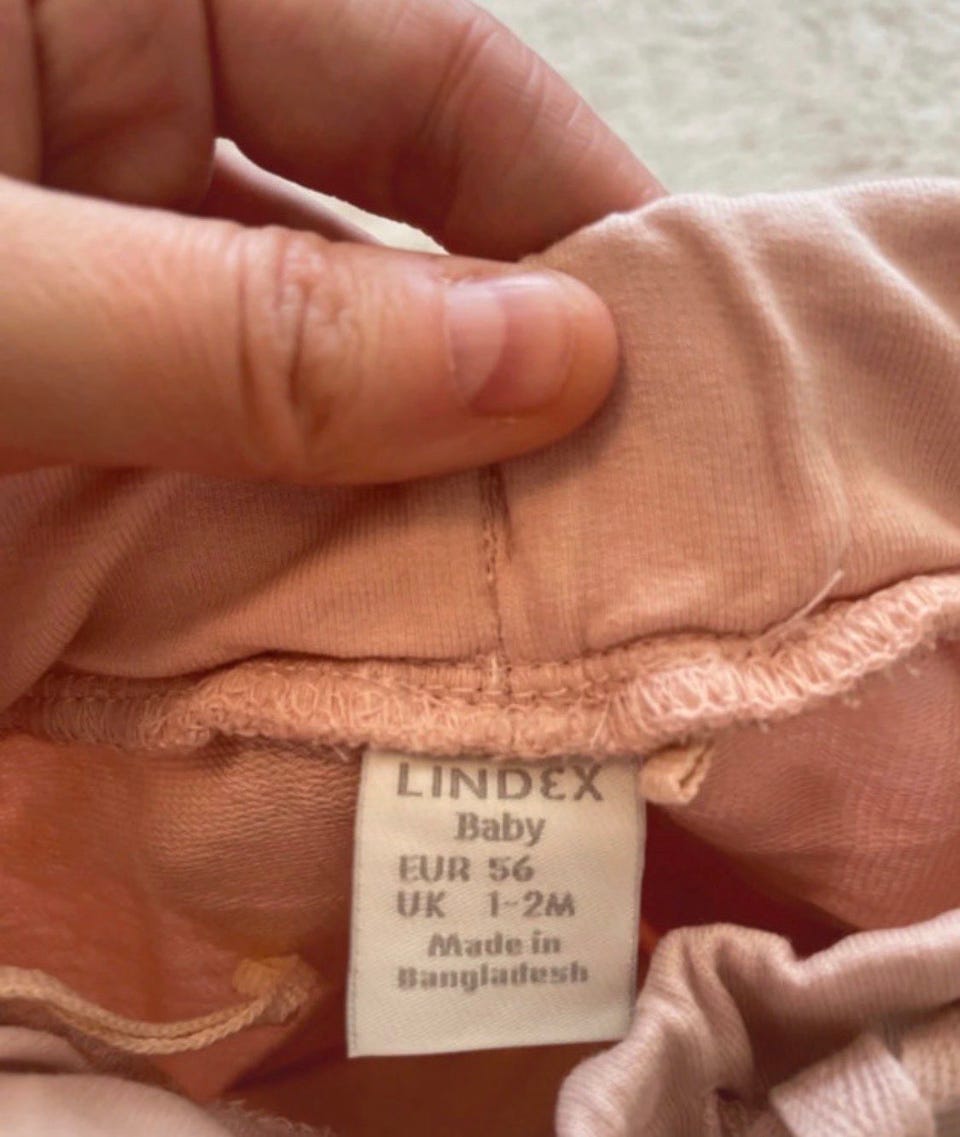 LINDEX
Baby
EUR 56
UK 1-2M
Made in
Bangladesh